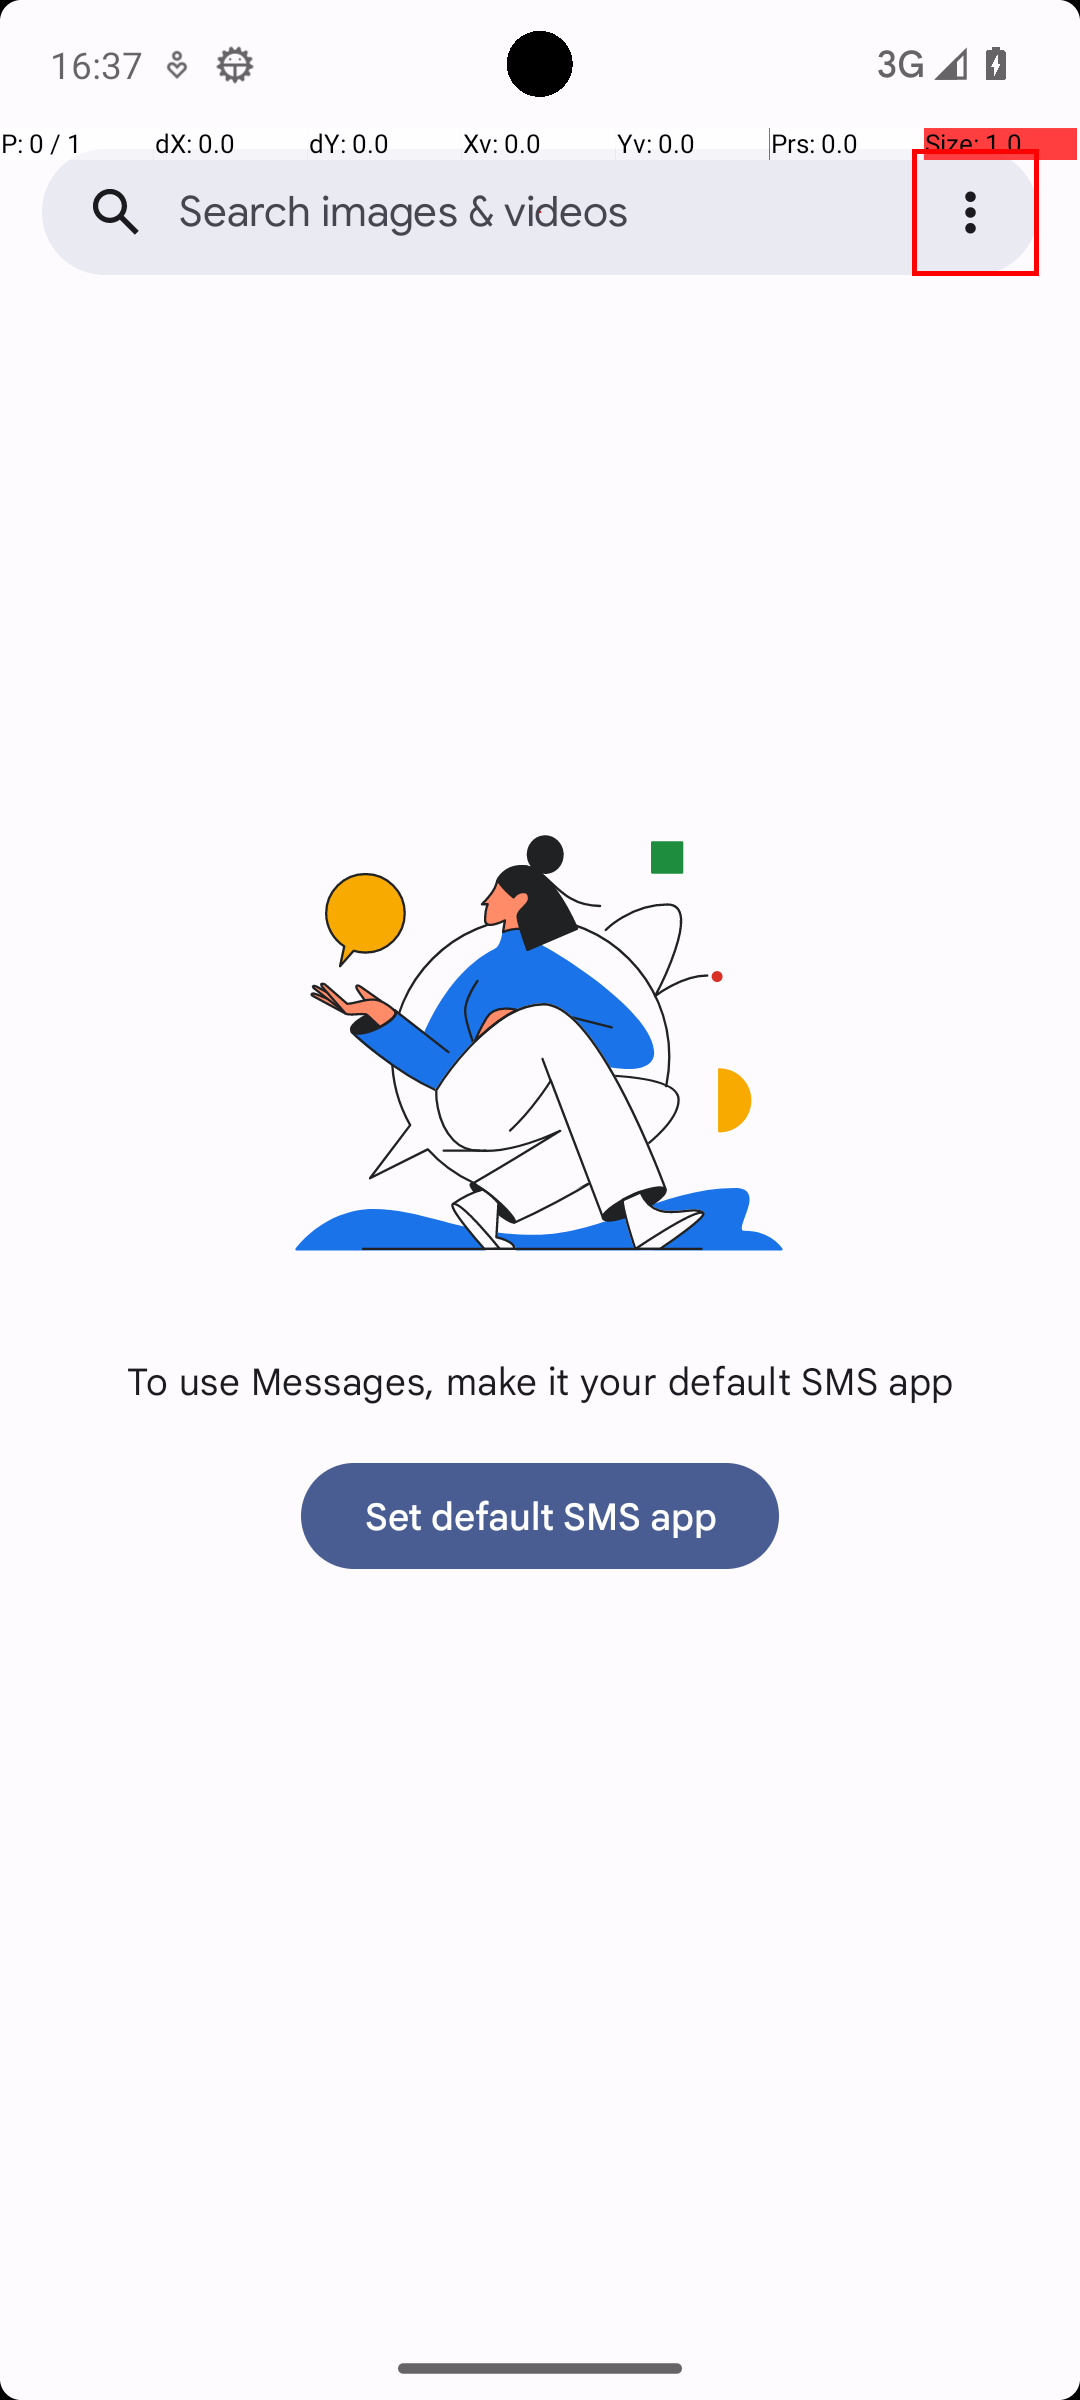 16:37
3G
P: 0 / 1 dX: 0.0 dY: 0.0 Xv: 0.0 Yv: 0.0 Prs: 0.0 Size: 1.0
Search images & videos
To use Messages, make it your default SMS app
Set default SMS app